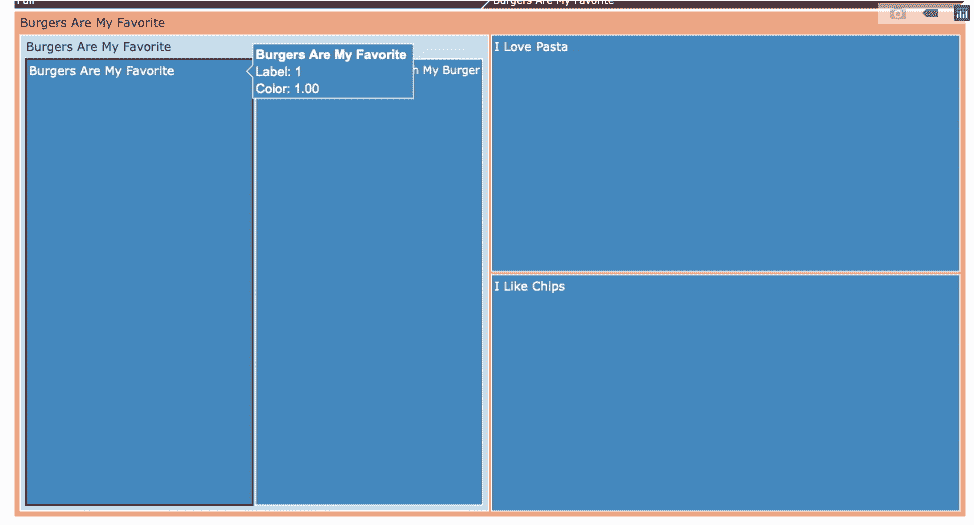 Full
Burgers Are My Favorite
Burgers Are My Favorite
Burgers Are My Favorite
Burgers Are My Favorite
Burgers Are My Favorite
Label: 1
Color: 1.00
My Burger
I Love Pasta
I Like Chips